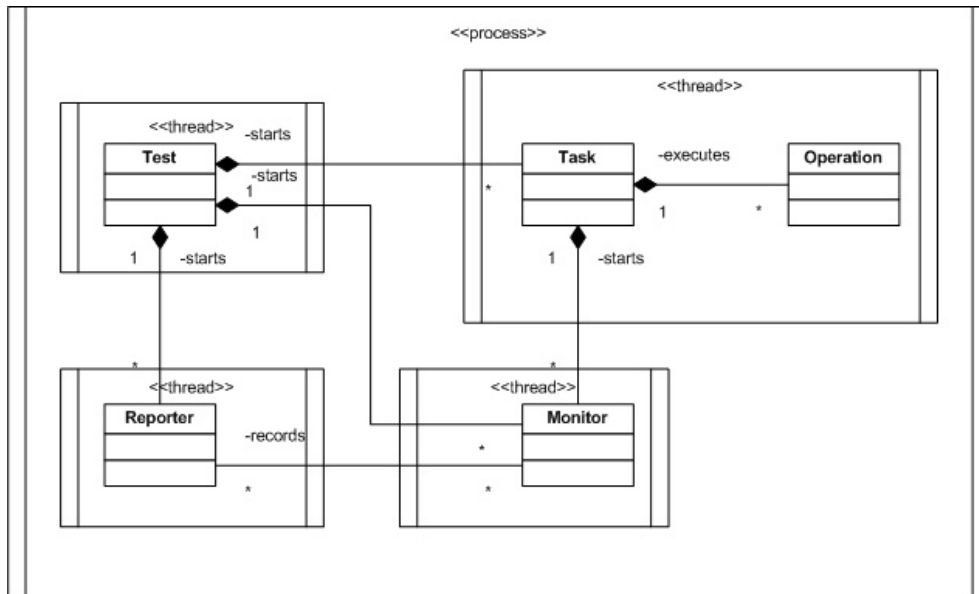 <<process>>
<<thread>>
<<thread>>
-starts
Test
Task
-executes
Operation
-starts
1
*
1
*
1
1
-starts
1
-starts
*
*
<<thread>>
<<thread>>
Reporter
Monitor
-records
*
*
*